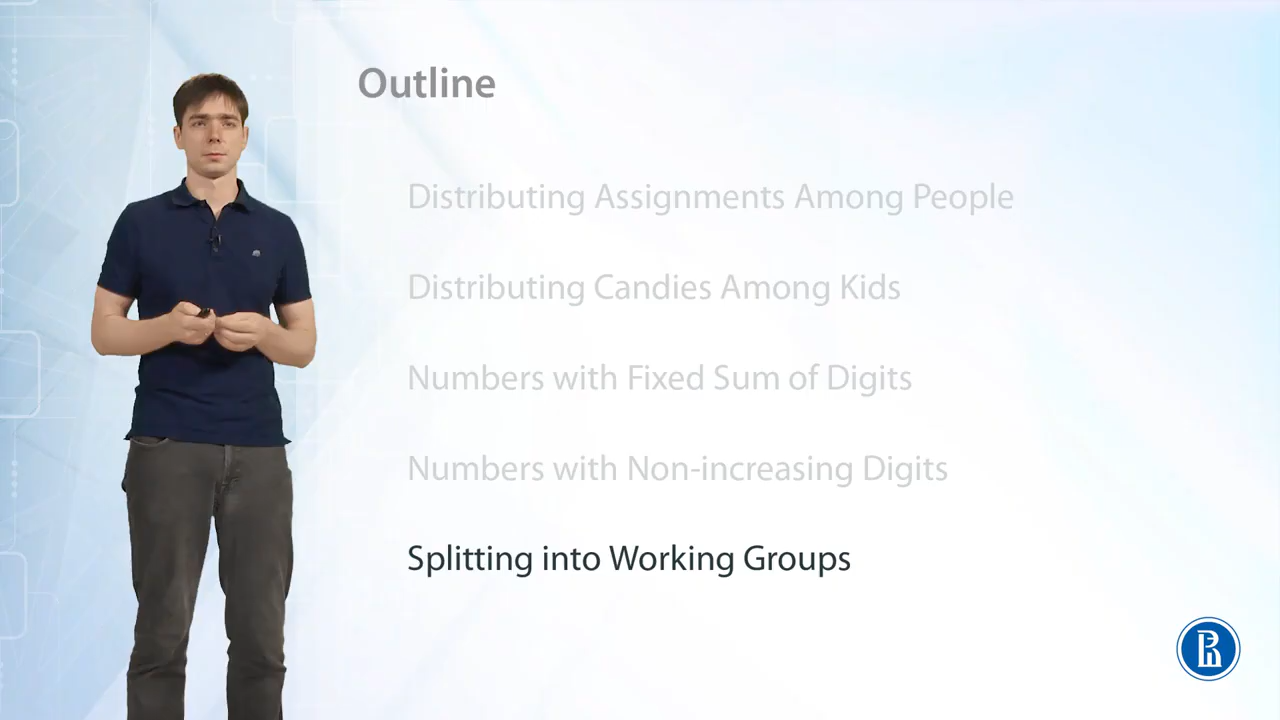 Outline
Distributing Assignments Among People
Distributing Candies Among Kids
Numbers with Fixed Sum of Digits
Numbers with Non-increasing Digits
Splitting into Working Groups